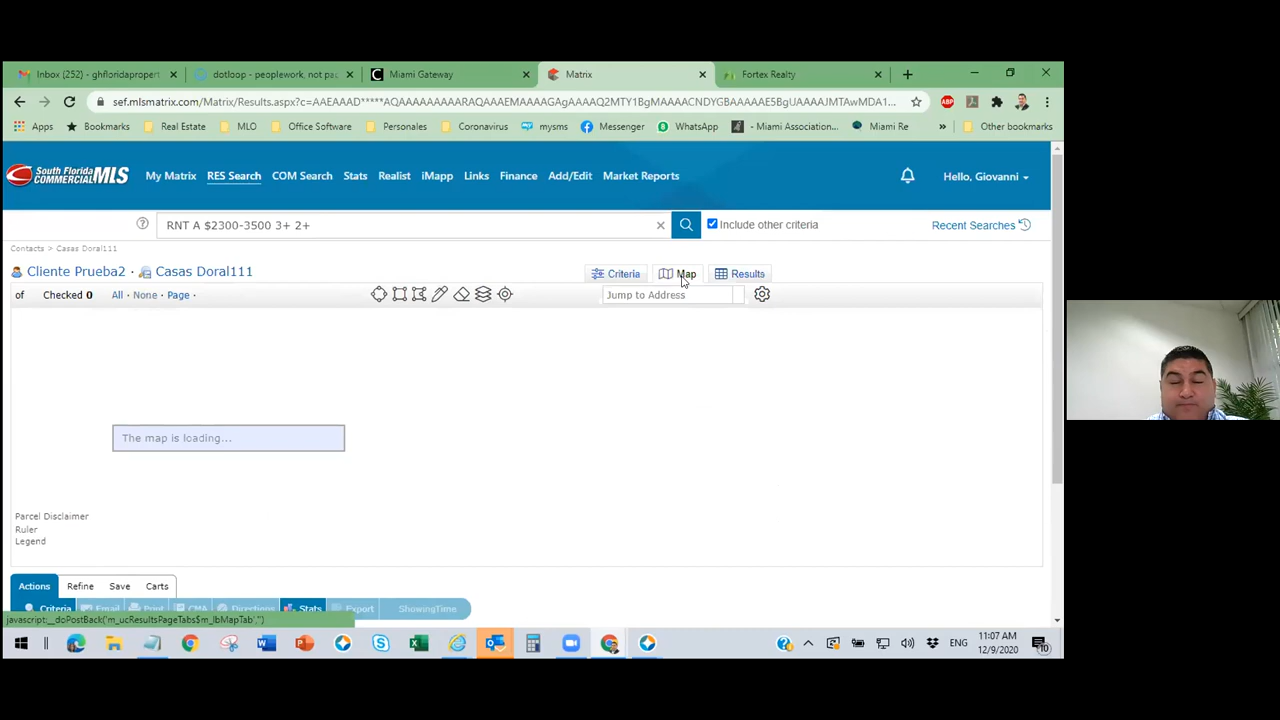 Inbox (252) - ghfloridapropert
dotloop - peoplework, not pa
Miami Gateway
Matrix
Fortex Realty
sef.mlsmatrix.com/Matrix/Results.aspx?c=AAEAAAD*****AQAAAAAAAAARAQAAAEMAAAAGAgAAAAQ2MTY1BgMAAAACNDYGBAAAAAE5BgUAAAAJMTAwMDA1...
Apps Bookmarks Real Estate MLO Office Software Personales Coronavirus mysms Messenger WhatsApp - Miami Association... Miami Re » Other bookmarks
South Florida COMMERCIAL MLS
My Matrix RES Search COM Search Stats Realist iMapp Links Finance Add/Edit Market Reports
Hello, Giovanni
RNT A $2300-3500 3+ 2+
Include other criteria
Recent Searches
Contacts > Casas Doral111
Cliente Prueba2 · Casas Doral111
Criteria Map Results
of Checked 0 All · None · Page ·
Jump to Address
The map is loading...
Parcel Disclaimer
Ruler
Legend
Actions Refine Save Carts
Criteria Email Print CMA Directions Stats Export ShowingTime
javascript:__doPostBack('m_ucResultsPageTabs$m_lbMapTab','')
ENG
11:07 AM
12/9/2020
10